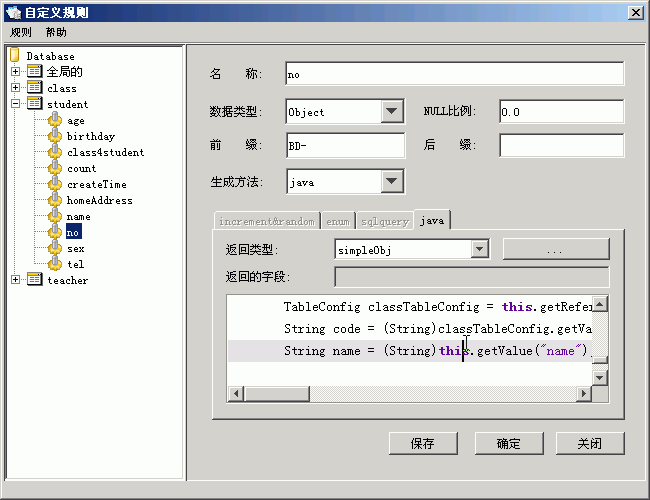 自定义规则
规则 帮助
Database
全局的
class
student
age
birthday
class4student
count
createTime
homeAddress
name
no
sex
tel
teacher
名 称: no
数据类型: Object NULL比例: 0.0
前 缀: BD- 后 缀:
生成方法: java
increment&random enum sqlquery java
返回类型: simpleObj ...
返回的字段:
TableConfig classTableConfig = this.getRefer
String code = (String)classTableConfig.getVa
String name = (String)this.getValue("name"),
保存 确定 关闭